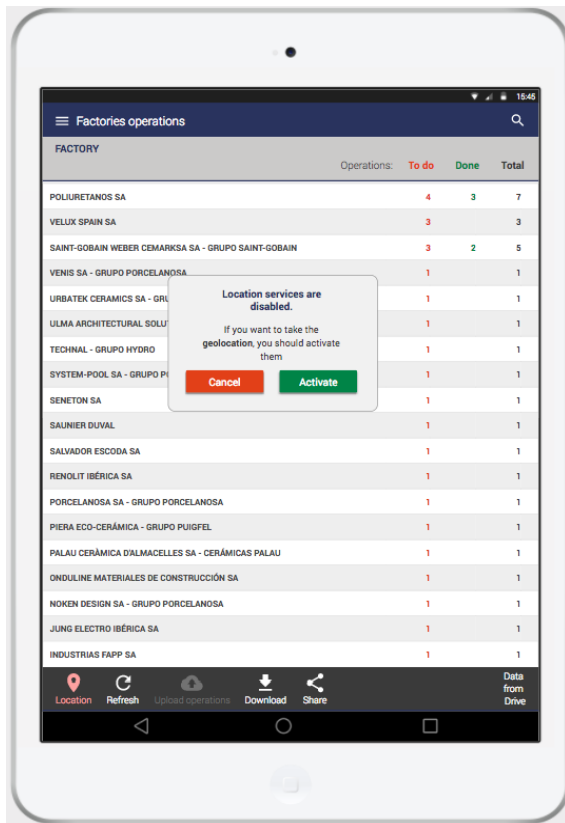 15:45
Factories operations
FACTORY
Operations: To do Done Total
POLIURETANOS SA 4 3 7
VELUX SPAIN SA 3 3
SAINT-GOBAIN WEBER CEMARKSA SA - GRUPO SAINT-GOBAIN 3 2 5
VENIS SA - GRUPO PORCELANOSA 1 1
URBATEK CERAMICS SA - GRU 1 1
ULMA ARCHITECTURAL SOLU 1 1
TECHNAL - GRUPO HYDRO 1 1
SYSTEM-POOL SA - GRUPO P 1 1
SENETON SA 1 1
SAUNIER DUVAL 1 1
SALVADOR ESCODA SA 1 1
RENOLIT IBÉRICA SA 1 1
PORCELANOSA SA - GRUPO PORCELANOSA 1 1
PIERA ECO-CERÁMICA - GRUPO PUIGFEL 1 1
PALAU CERÀMICA D'ALMACELLES SA - CERÁMICAS PALAU 1 1
ONDULINE MATERIALES DE CONSTRUCCIÓN SA 1 1
NOKEN DESIGN SA - GRUPO PORCELANOSA 1 1
JUNG ELECTRO IBÉRICA SA 1 1
INDUSTRIAS FAPP SA 1 1
Location services are
disabled.
If you want to take the
geolocation, you should activate
them
Cancel Activate
Location Refresh Upload operations Download Share
Data
from
Drive